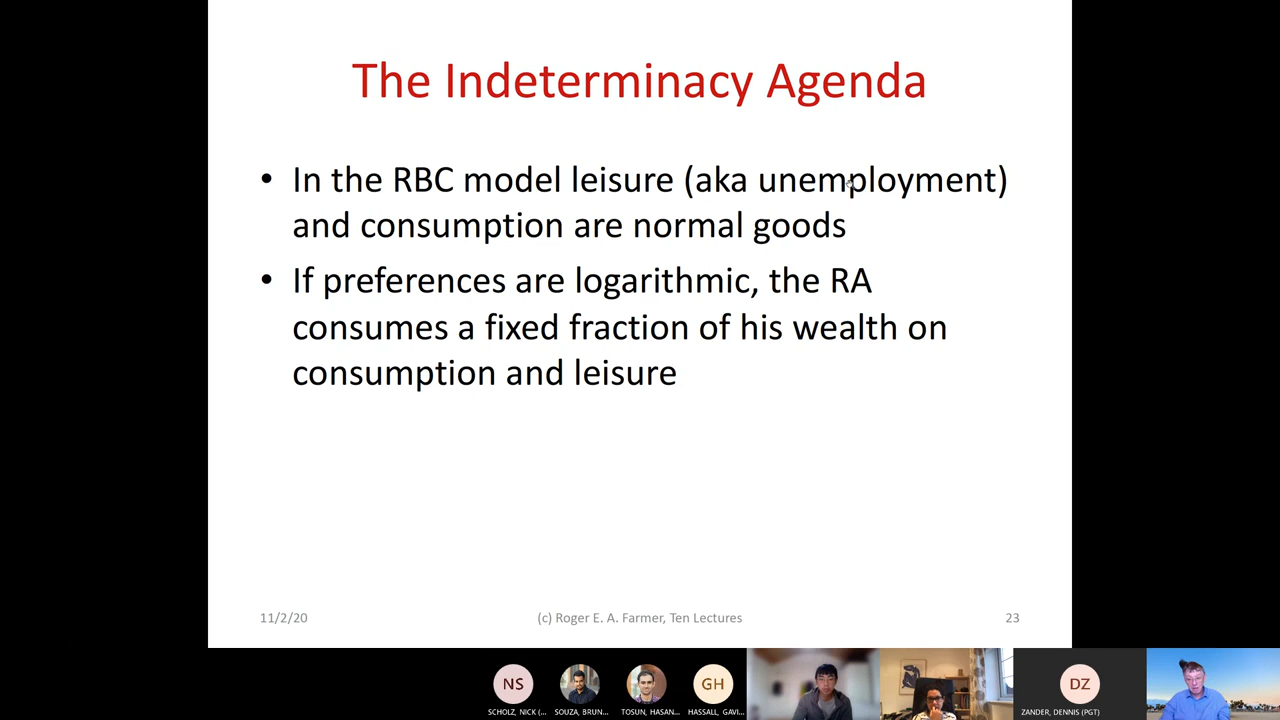 The Indeterminacy Agenda
• In the RBC model leisure (aka unemployment)
and consumption are normal goods
• If preferences are logarithmic, the RA
consumes a fixed fraction of his wealth on
consumption and leisure
11/2/20
(c) Roger E. A. Farmer, Ten Lectures
23
NS
GH
DZ
SCHOLZ, NICK (...
SOUZA, BRUN...
TOSUN, HASAN...
HASSALL, GAVI...
ZANDER, DENNIS (PGT)